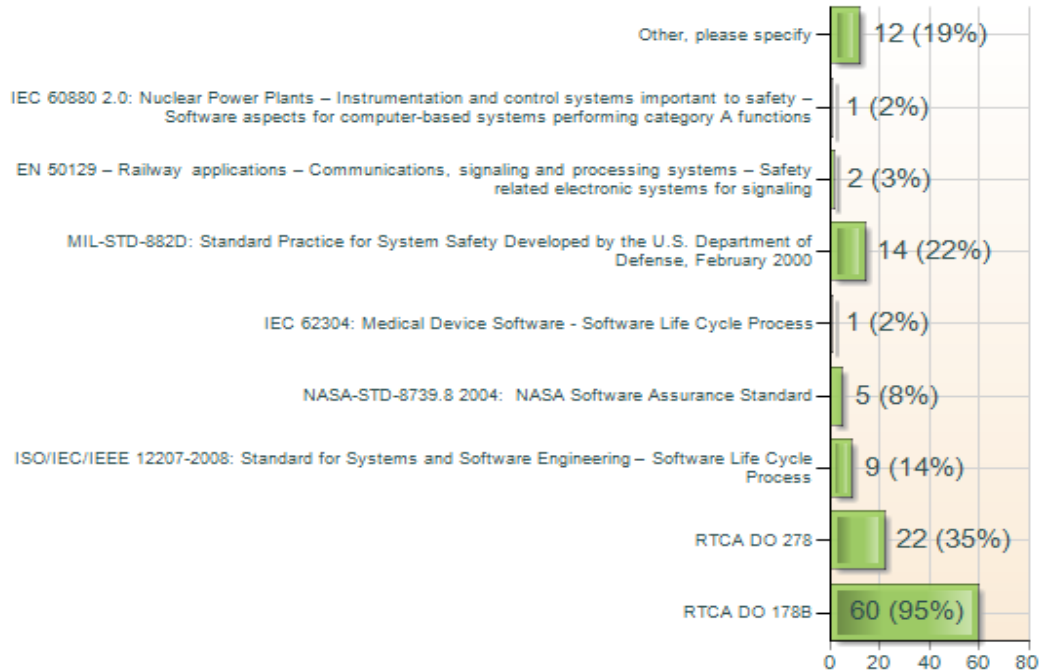 Other, please specify
12 (19%)
IEC 60880 2.0: Nuclear Power Plants – Instrumentation and control systems important to safety –
Software aspects for computer-based systems performing category A functions
1 (2%)
EN 50129 – Railway applications – Communications, signaling and processing systems – Safety
related electronic systems for signaling
2 (3%)
MIL-STD-882D: Standard Practice for System Safety Developed by the U.S. Department of
Defense, February 2000
14 (22%)
IEC 62304: Medical Device Software - Software Life Cycle Process
1 (2%)
NASA-STD-8739.8 2004: NASA Software Assurance Standard
5 (8%)
ISO/IEC/IEEE 12207-2008: Standard for Systems and Software Engineering – Software Life Cycle
Process
9 (14%)
RTCA DO 278
22 (35%)
RTCA DO 178B
60 (95%)
0 20 40 60 80